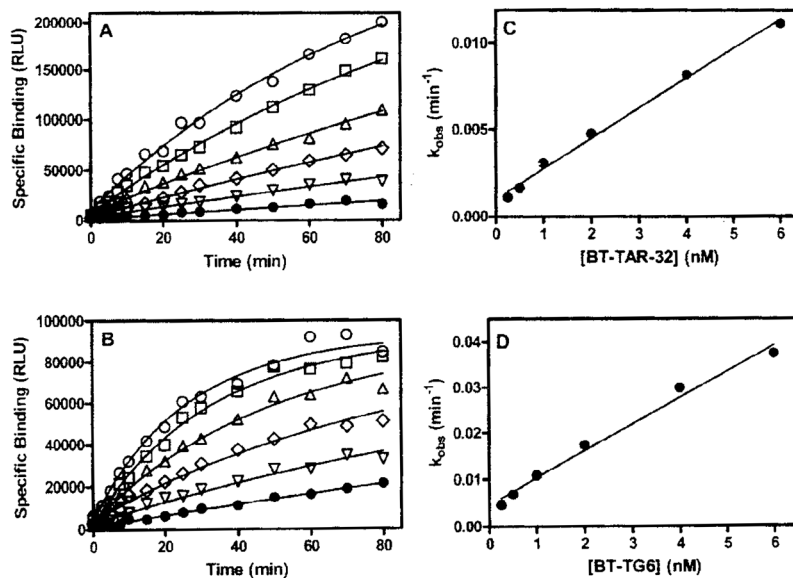 A
Specific Binding (RLU)
200000
150000
100000
50000
0
0 20 40 60 80
Time (min)
C
k_obs (min^-1)
0.010
0.005
0.000
0 1 2 3 4 5 6
[BT-TAR-32] (nM)
B
Specific Binding (RLU)
100000
80000
60000
40000
20000
0
0 20 40 60 80
Time (min)
D
k_obs (min^-1)
0.04
0.03
0.02
0.01
0.00
0 1 2 3 4 5 6
[BT-TG6] (nM)